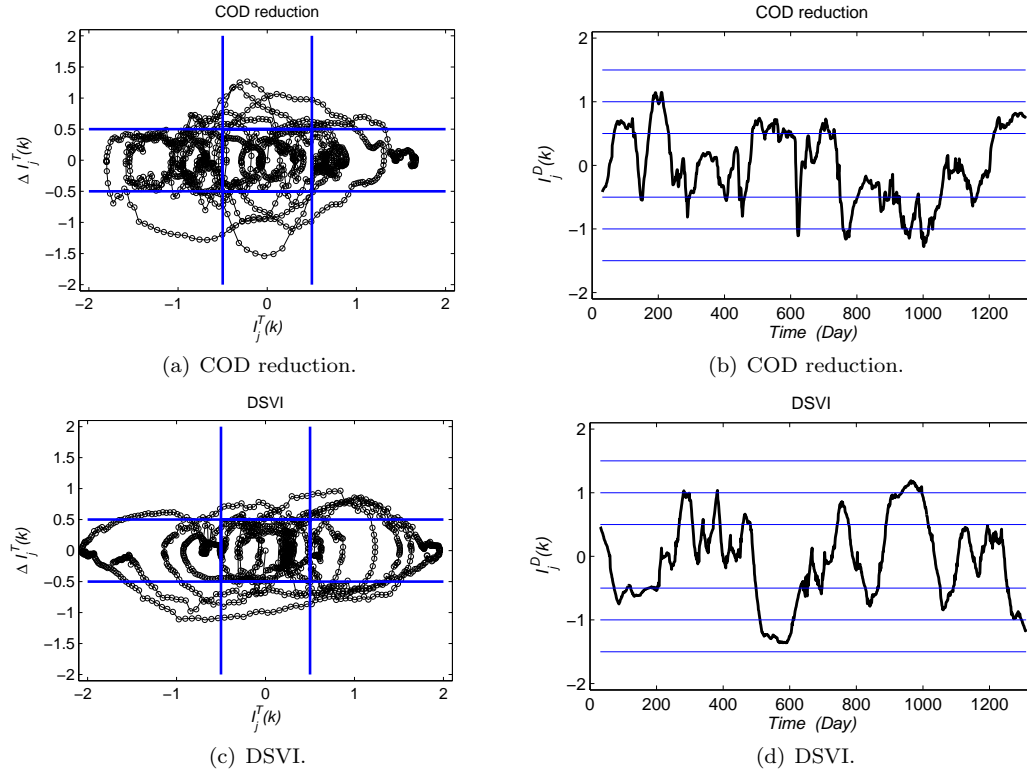 COD reduction
2
1.5
1
0.5
0
−0.5
−1
−1.5
−2
Δ I_j^T(k)
−2 −1 0 1 2
I_j^T(k)
(a) COD reduction.
COD reduction
2
1
0
−1
−2
I_j^D(k)
0 200 400 600 800 1000 1200
Time (Day)
(b) COD reduction.
DSVI
2
1.5
1
0.5
0
−0.5
−1
−1.5
−2
Δ I_j^T(k)
−2 −1 0 1 2
I_j^T(k)
(c) DSVI.
DSVI
2
1
0
−1
−2
I_j^D(k)
0 200 400 600 800 1000 1200
Time (Day)
(d) DSVI.